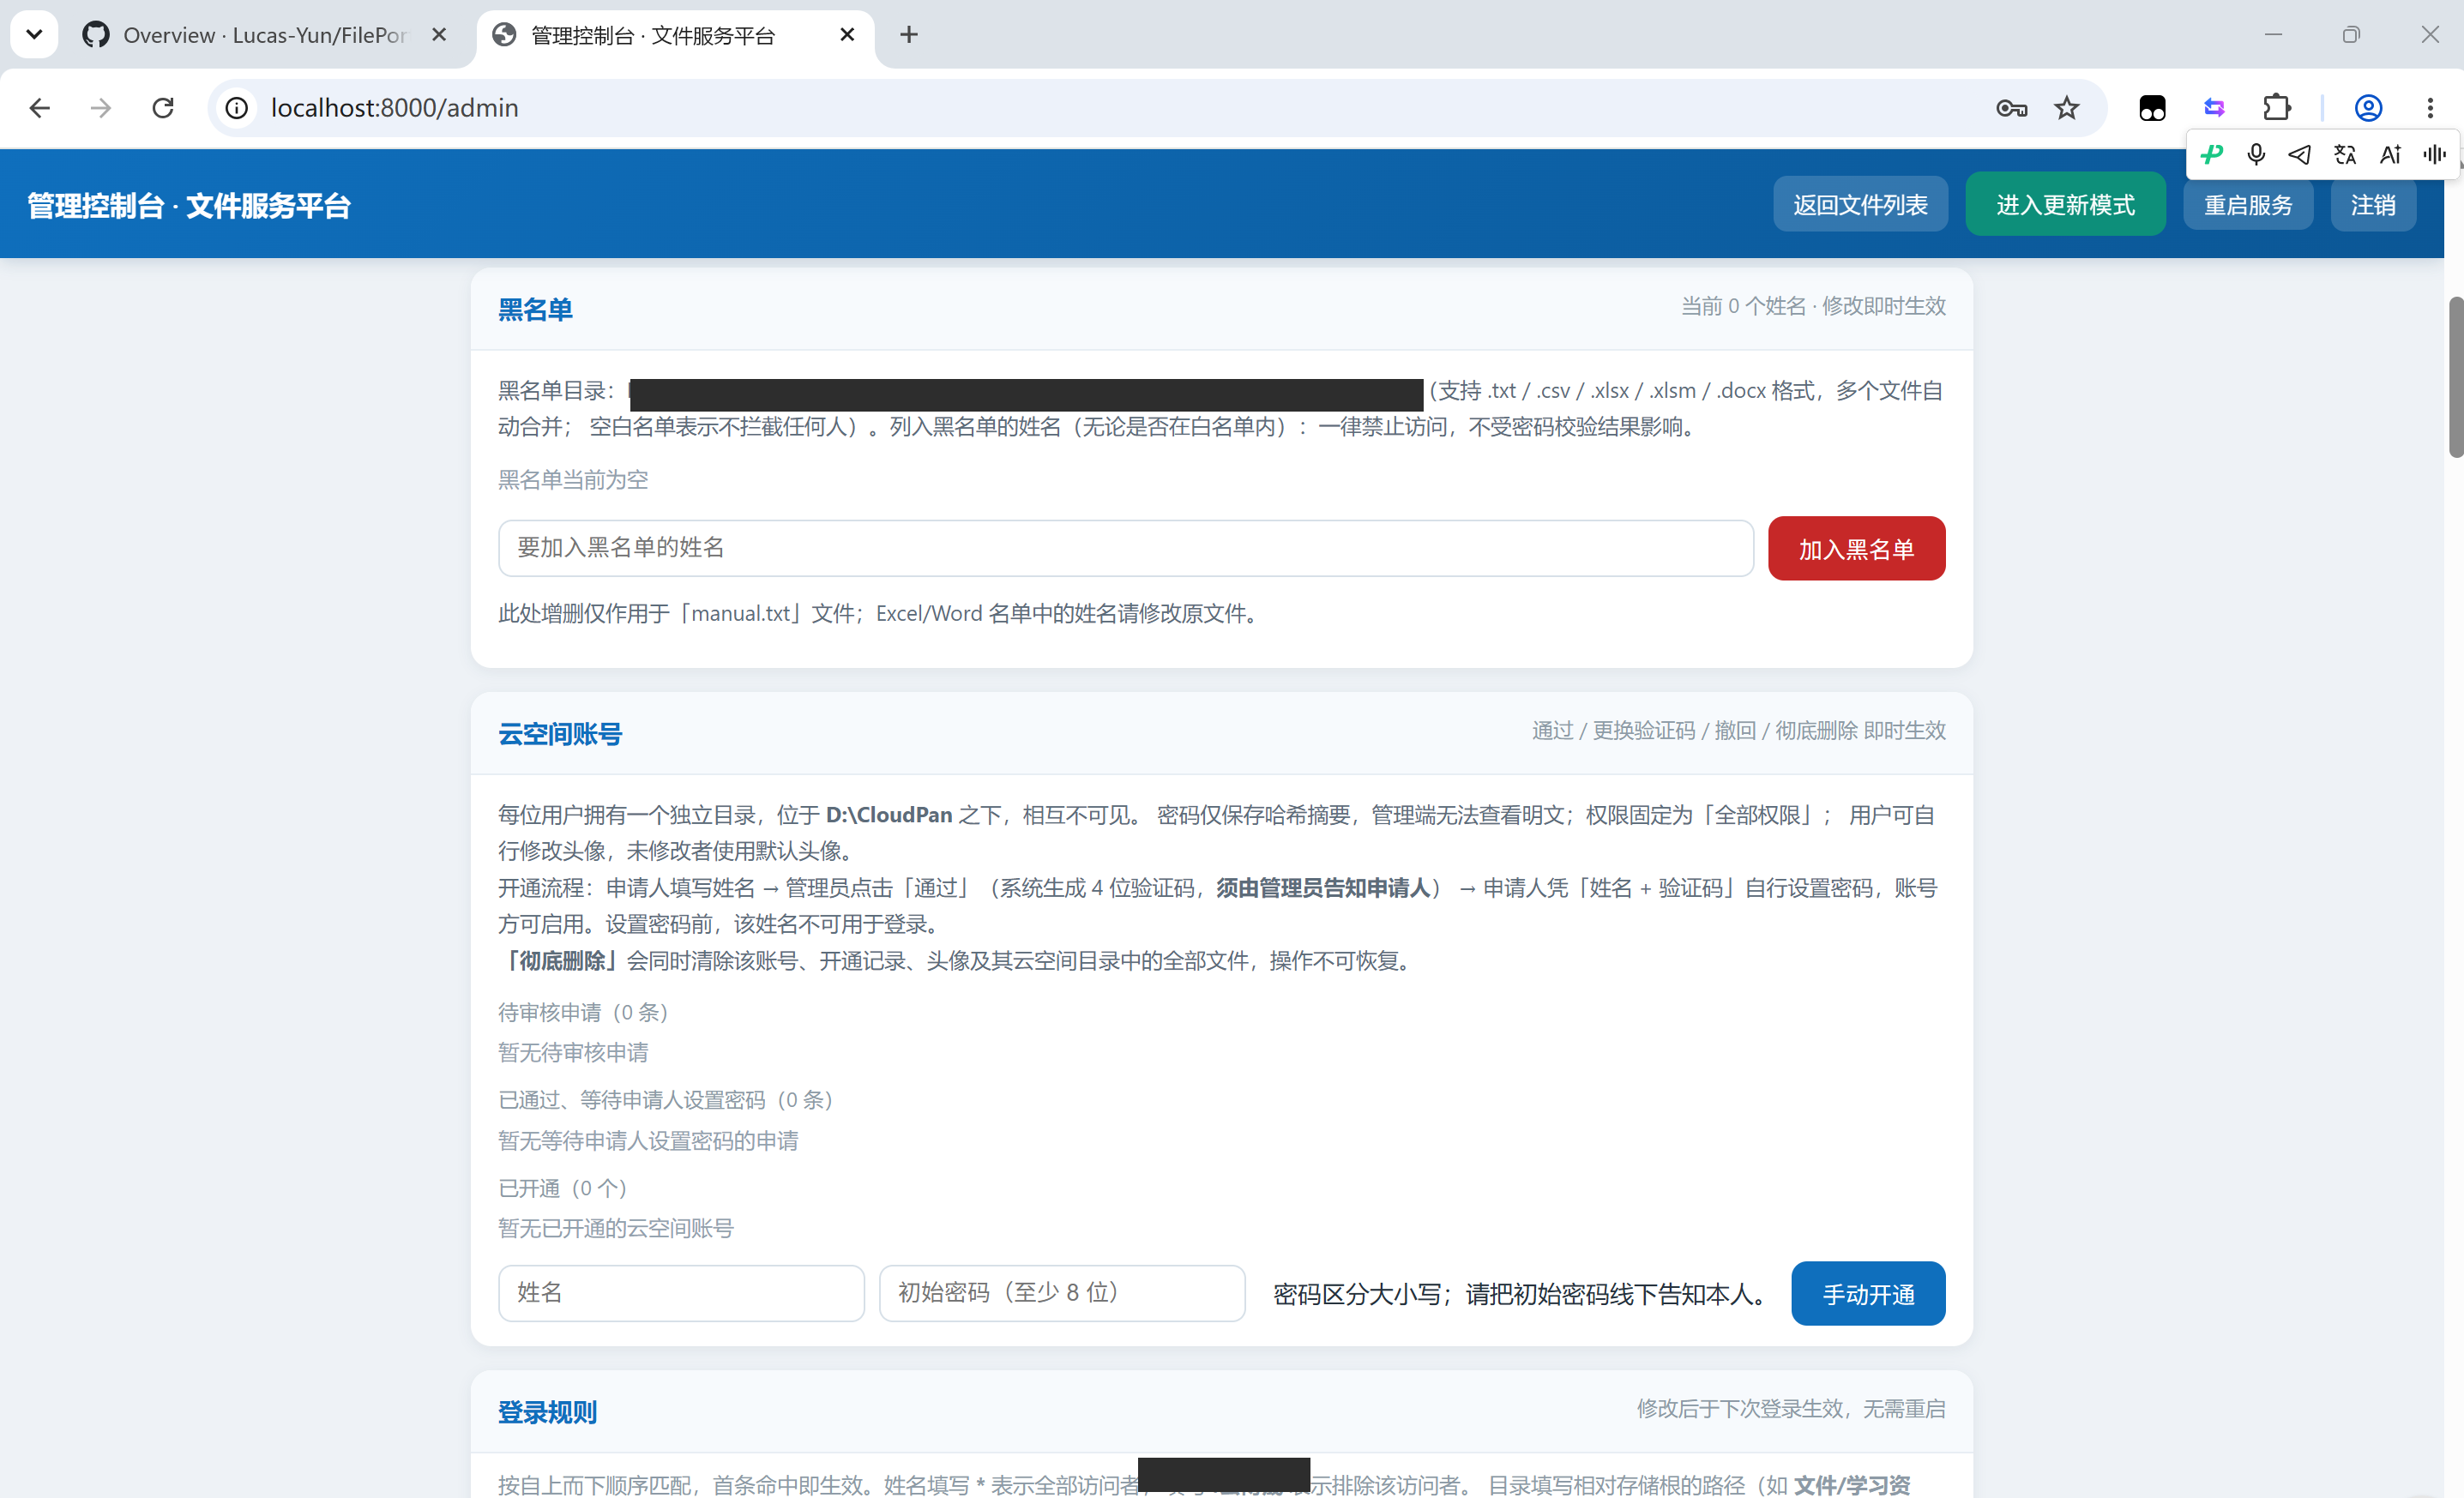 Overview · Lucas-Yun/FilePor
管理控制台 · 文件服务平台
localhost:8000/admin
管理控制台 · 文件服务平台
返回文件列表
进入更新模式
重启服务
注销
黑名单
当前 0 个姓名 · 修改即时生效
黑名单目录：
（支持 .txt / .csv / .xlsx / .xlsm / .docx 格式，多个文件自
动合并； 空白名单表示不拦截任何人）。列入黑名单的姓名（无论是否在白名单内）：一律禁止访问，不受密码校验结果影响。
黑名单当前为空
要加入黑名单的姓名
加入黑名单
此处增删仅作用于「manual.txt」文件；Excel/Word 名单中的姓名请修改原文件。
云空间账号
通过 / 更换验证码 / 撤回 / 彻底删除 即时生效
每位用户拥有一个独立目录，位于 D:\CloudPan 之下，相互不可见。 密码仅保存哈希摘要，管理端无法查看明文；权限固定为「全部权限」； 用户可自
行修改头像，未修改者使用默认头像。
开通流程：申请人填写姓名 → 管理员点击「通过」（系统生成 4 位验证码，须由管理员告知申请人） → 申请人凭「姓名 + 验证码」自行设置密码，账号
方可启用。设置密码前，该姓名不可用于登录。
「彻底删除」会同时清除该账号、开通记录、头像及其云空间目录中的全部文件，操作不可恢复。
待审核申请（0 条）
暂无待审核申请
已通过、等待申请人设置密码（0 条）
暂无等待申请人设置密码的申请
已开通（0 个）
暂无已开通的云空间账号
姓名
初始密码（至少 8 位）
密码区分大小写；请把初始密码线下告知本人。
手动开通
登录规则
修改后于下次登录生效，无需重启
按自上而下顺序匹配，首条命中即生效。姓名填写 * 表示全部访问者
示排除该访问者。 目录填写相对存储根的路径（如 文件/学习资